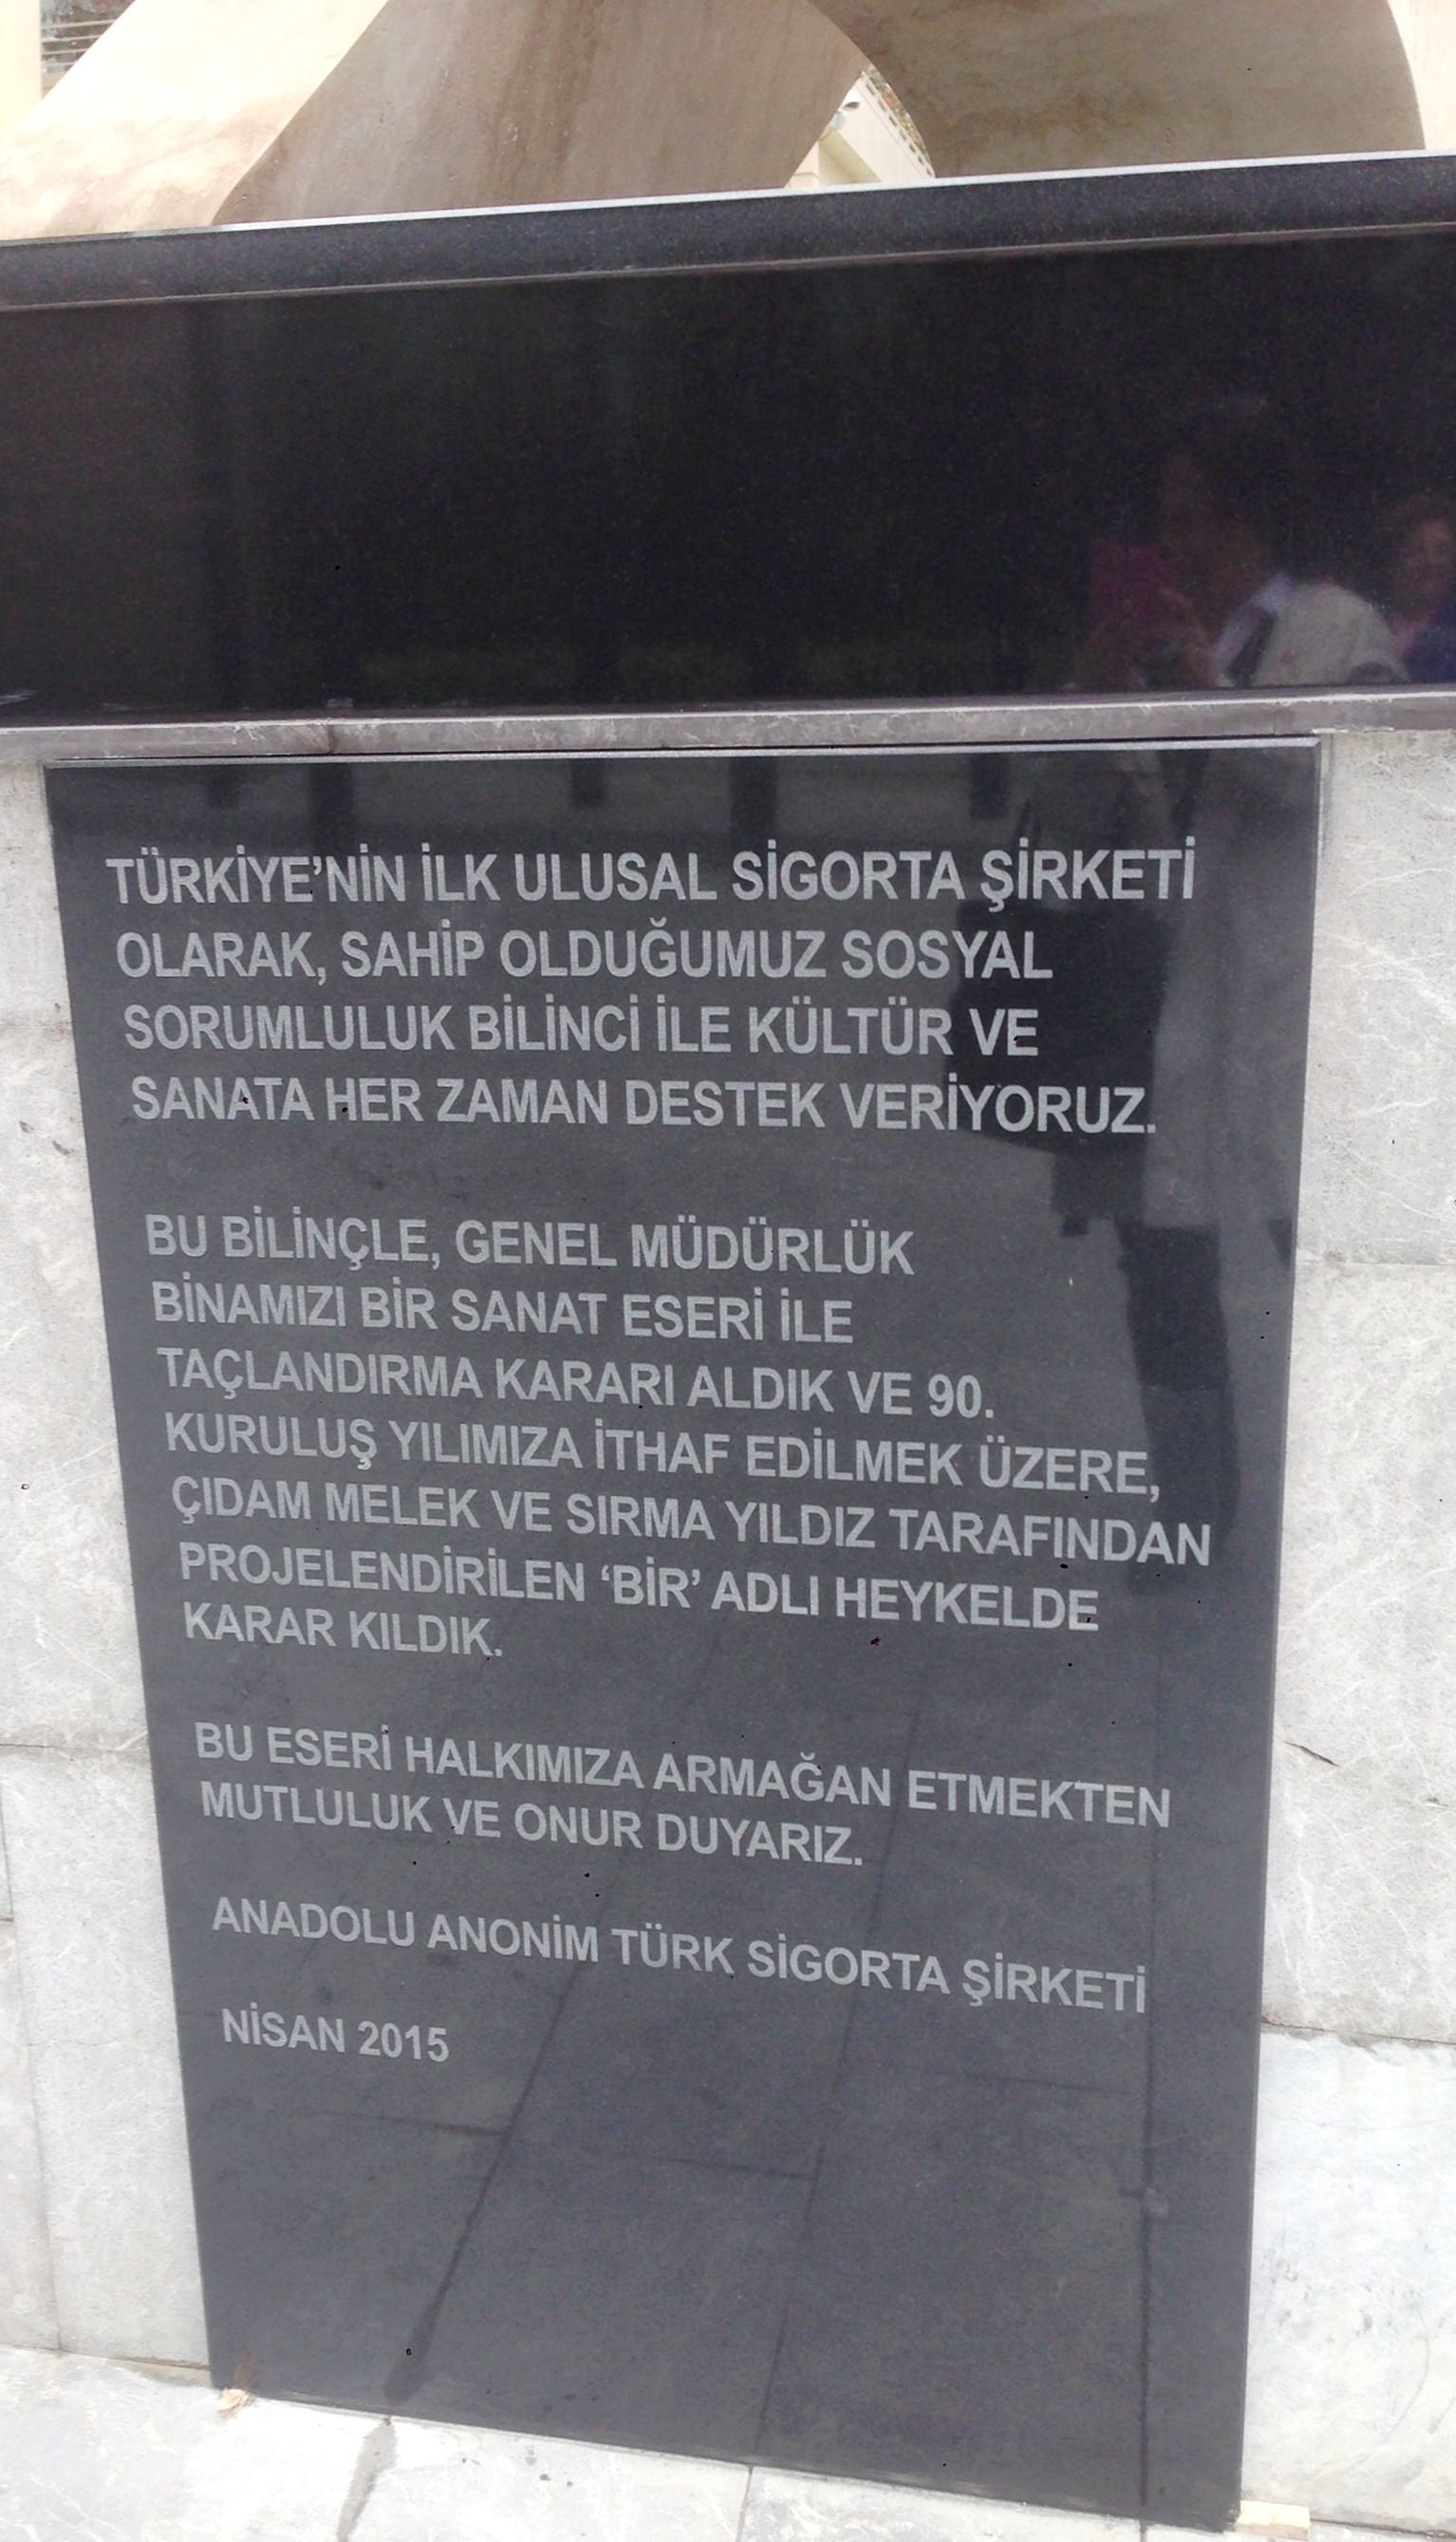 TÜRKİYE’NİN İLK ULUSAL SİGORTA ŞİRKETİ
OLARAK, SAHİP OLDUĞUMUZ SOSYAL
SORUMLULUK BİLİNCİ İLE KÜLTÜR VE
SANATA HER ZAMAN DESTEK VERİYORUZ.
BU BİLİNÇLE, GENEL MÜDÜRLÜK
BİNAMIZI BİR SANAT ESERİ İLE
TAÇLANDIRMA KARARI ALDIK VE 90.
KURULUŞ YILIMIZA İTHAF EDİLMEK ÜZERE,
ÇIDAM MELEK VE SIRMA YILDIZ TARAFINDAN
PROJELENDİRİLEN ‘BİR’ ADLI HEYKELDE
KARAR KILDIK.
BU ESERİ HALKIMIZA ARMAĞAN ETMEKTEN
MUTLULUK VE ONUR DUYARIZ.
ANADOLU ANONİM TÜRK SİGORTA ŞİRKETİ
NİSAN 2015